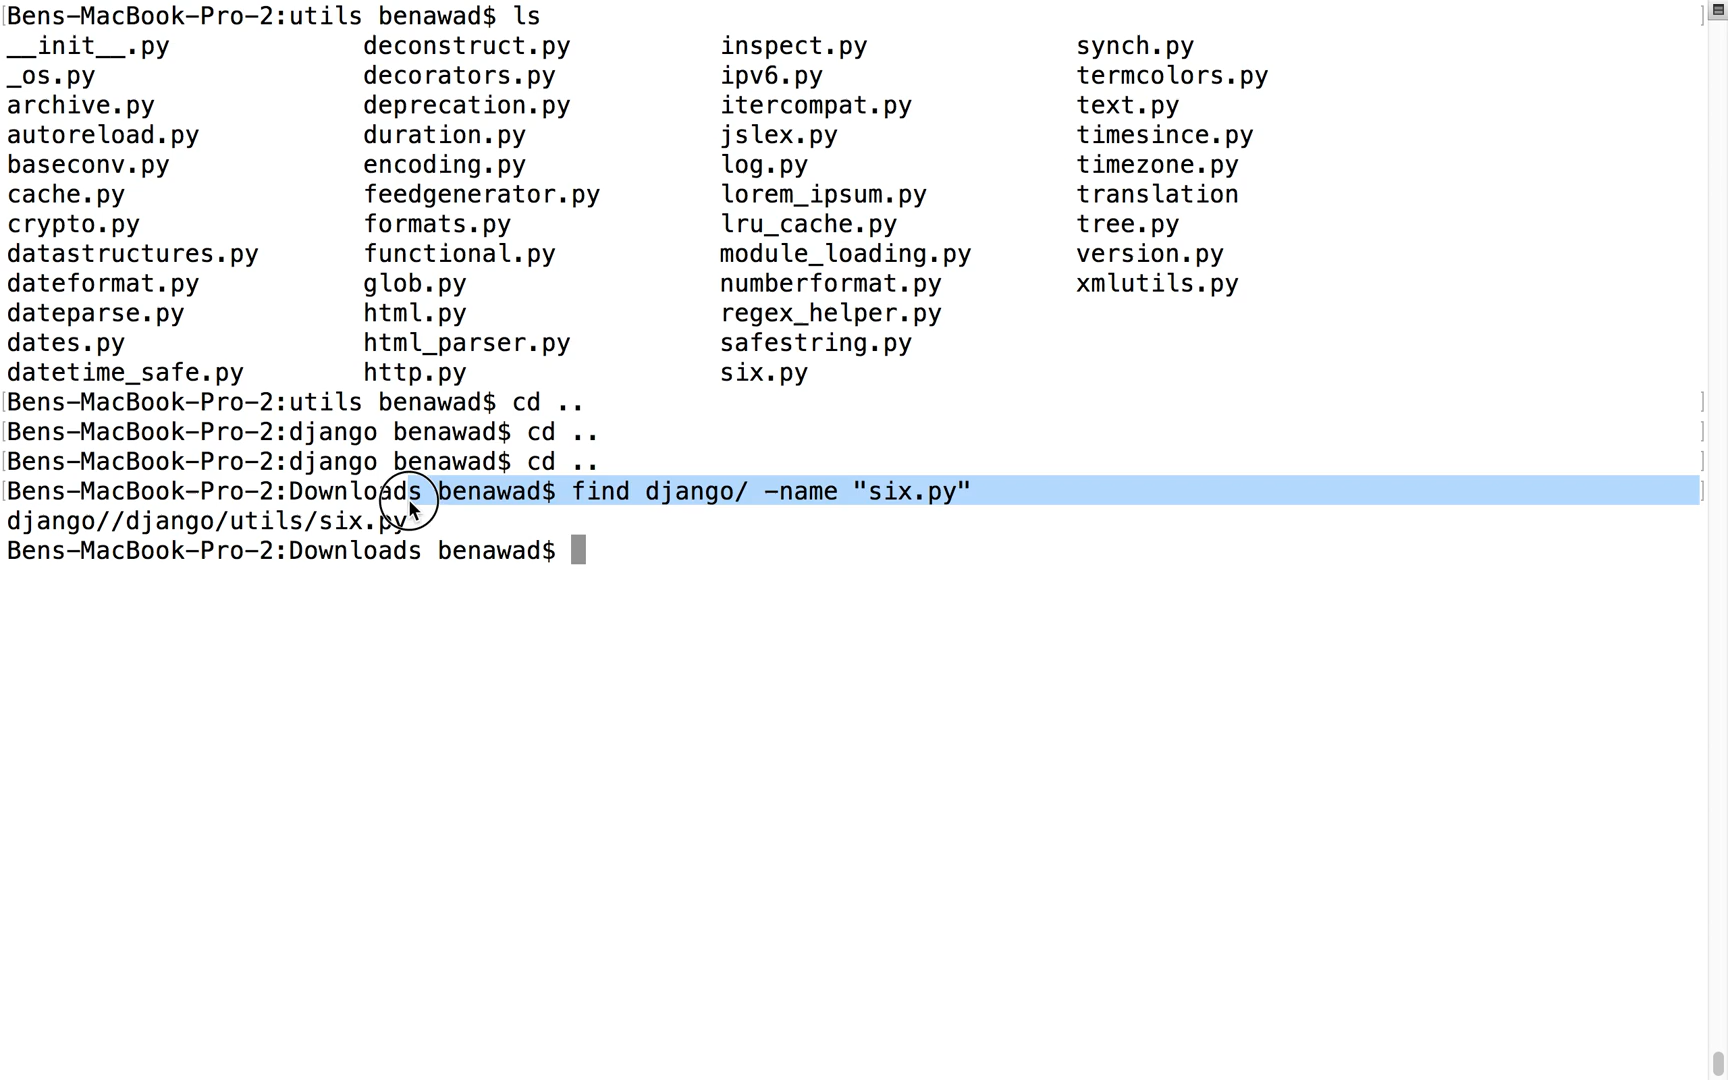 Bens-MacBook-Pro-2:utils benawad$ ls
__init__.py deconstruct.py inspect.py synch.py
_os.py decorators.py ipv6.py termcolors.py
archive.py deprecation.py itercompat.py text.py
autoreload.py duration.py jslex.py timesince.py
baseconv.py encoding.py log.py timezone.py
cache.py feedgenerator.py lorem_ipsum.py translation
crypto.py formats.py lru_cache.py tree.py
datastructures.py functional.py module_loading.py version.py
dateformat.py glob.py numberformat.py xmlutils.py
dateparse.py html.py regex_helper.py
dates.py html_parser.py safestring.py
datetime_safe.py http.py six.py
Bens-MacBook-Pro-2:utils benawad$ cd ..
Bens-MacBook-Pro-2:django benawad$ cd ..
Bens-MacBook-Pro-2:django benawad$ cd ..
Bens-MacBook-Pro-2:Downloads benawad$ find django/ -name "six.py"
django//django/utils/six.py
Bens-MacBook-Pro-2:Downloads benawad$